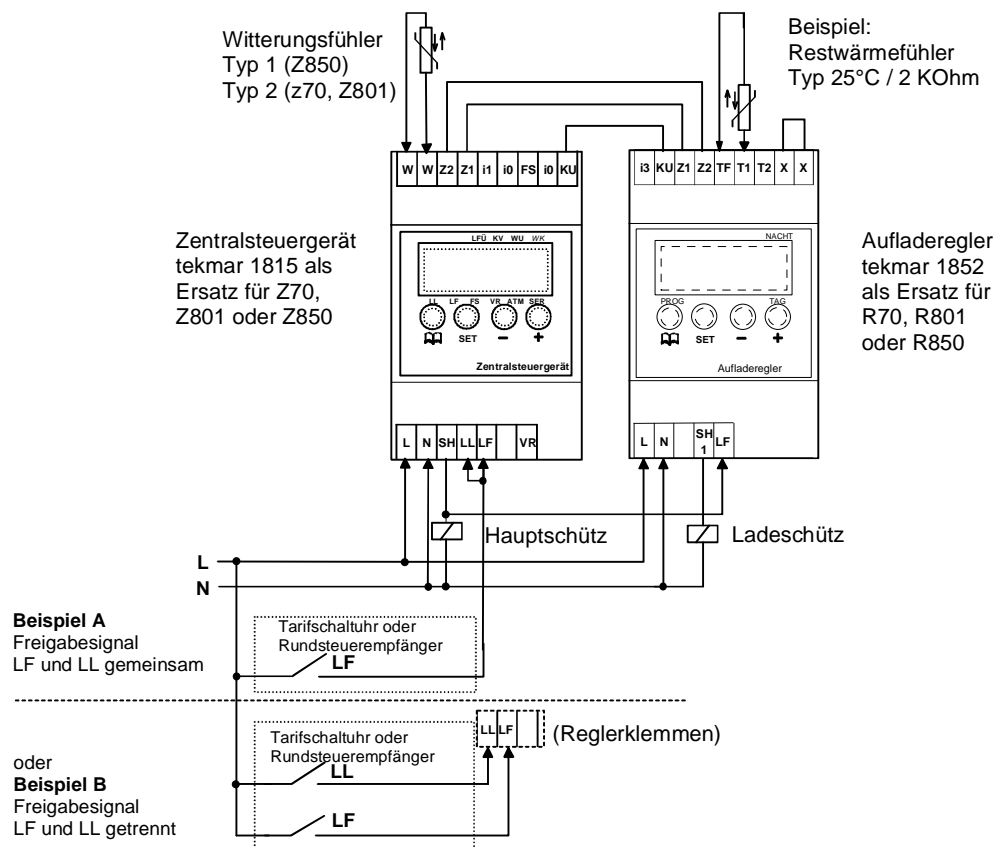 Witterungsfühler
Typ 1 (Z850)
Typ 2 (z70, Z801)
Beispiel:
Restwärmefühler
Typ 25°C / 2 KOhm
W W Z2 Z1 i1 i0 FS i0 KU
i3 KU Z1 Z2 TF T1 T2 X X
Zentralsteuergerät
tekmar 1815 als
Ersatz für Z70,
Z801 oder Z850
LFÜ KV WU WK
LL LF FS VR ATM SER
SET − +
Zentralsteuergerät
NACHT
PROG TAG
SET − +
Aufladeregler
Aufladeregler
tekmar 1852
als Ersatz für
R70, R801
oder R850
L N SH LL LF VR
L N SH 1 LF
Hauptschütz
Ladeschütz
L
N
Beispiel A
Freigabesignal
LF und LL gemeinsam
Tarifschaltuhr oder
Rundsteuerempfänger
LF
oder
Beispiel B
Freigabesignal
LF und LL getrennt
Tarifschaltuhr oder
Rundsteuerempfänger
LL
LF
LL LF
(Reglerklemmen)